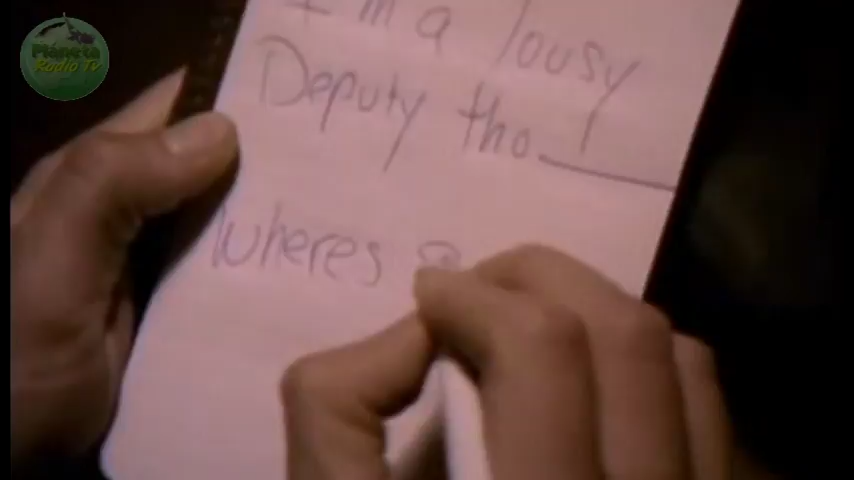 Planeta
Radio Tv
I'm a lousy
Deputy tho!
Wheres